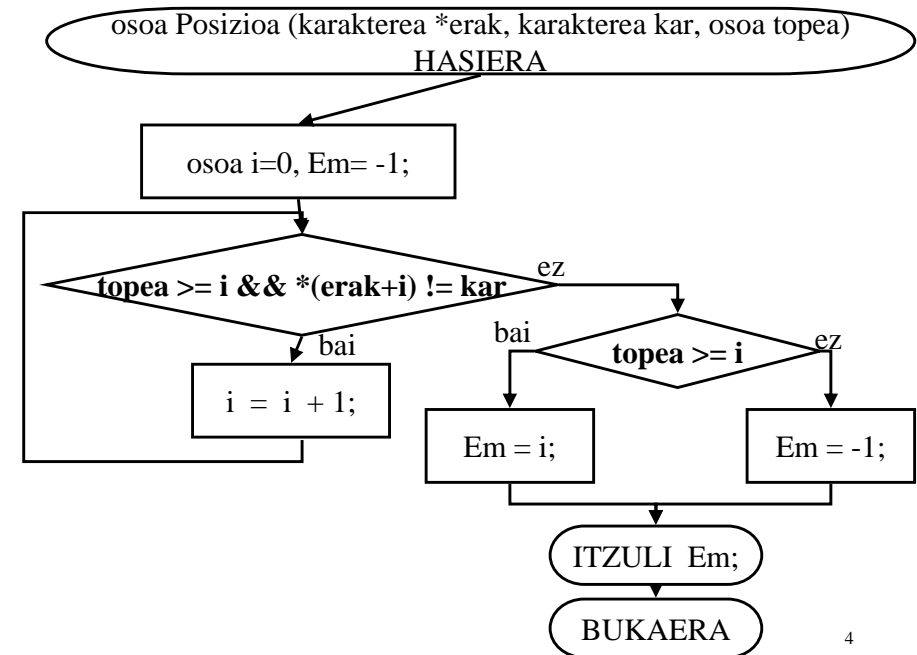 osoa Posizioa (karakterea *erak, karakterea kar, osoa topea)
HASIERA
osoa i=0, Em= -1;
topea >= i && *(erak+i) != kar
ez
bai
i = i + 1;
bai
topea >= i
ez
Em = i;
Em = -1;
ITZULI Em;
BUKAERA
4